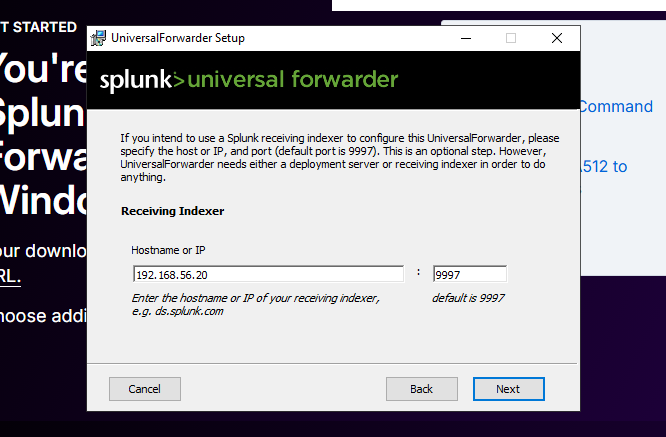 T STARTED
You're
Splun
Forwa
Windo
our downlo
RL.
hoose addi
UniversalForwarder Setup
splunk>universal forwarder
If you intend to use a Splunk receiving indexer to configure this UniversalForwarder, please
specify the host or IP, and port (default port is 9997). This is an optional step. However,
UniversalForwarder needs either a deployment server or receiving indexer in order to do
anything.
Receiving Indexer
Hostname or IP
192.168.56.20 : 9997
Enter the hostname or IP of your receiving indexer, default is 9997
e.g. ds.splunk.com
Cancel Back Next
Command
512 to